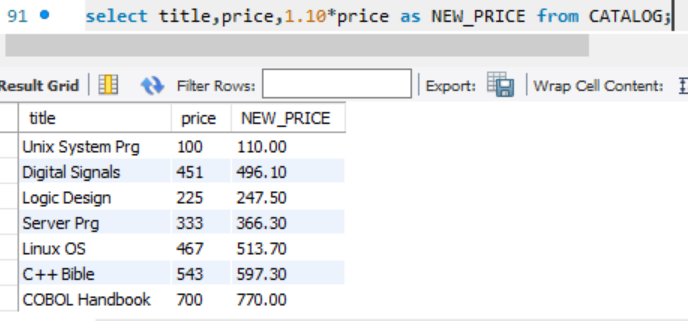 91 select title,price,1.10*price as NEW_PRICE from CATALOG;
Result Grid Filter Rows: Export: Wrap Cell Content:
title price NEW_PRICE
Unix System Prg 100 110.00
Digital Signals 451 496.10
Logic Design 225 247.50
Server Prg 333 366.30
Linux OS 467 513.70
C++ Bible 543 597.30
COBOL Handbook 700 770.00